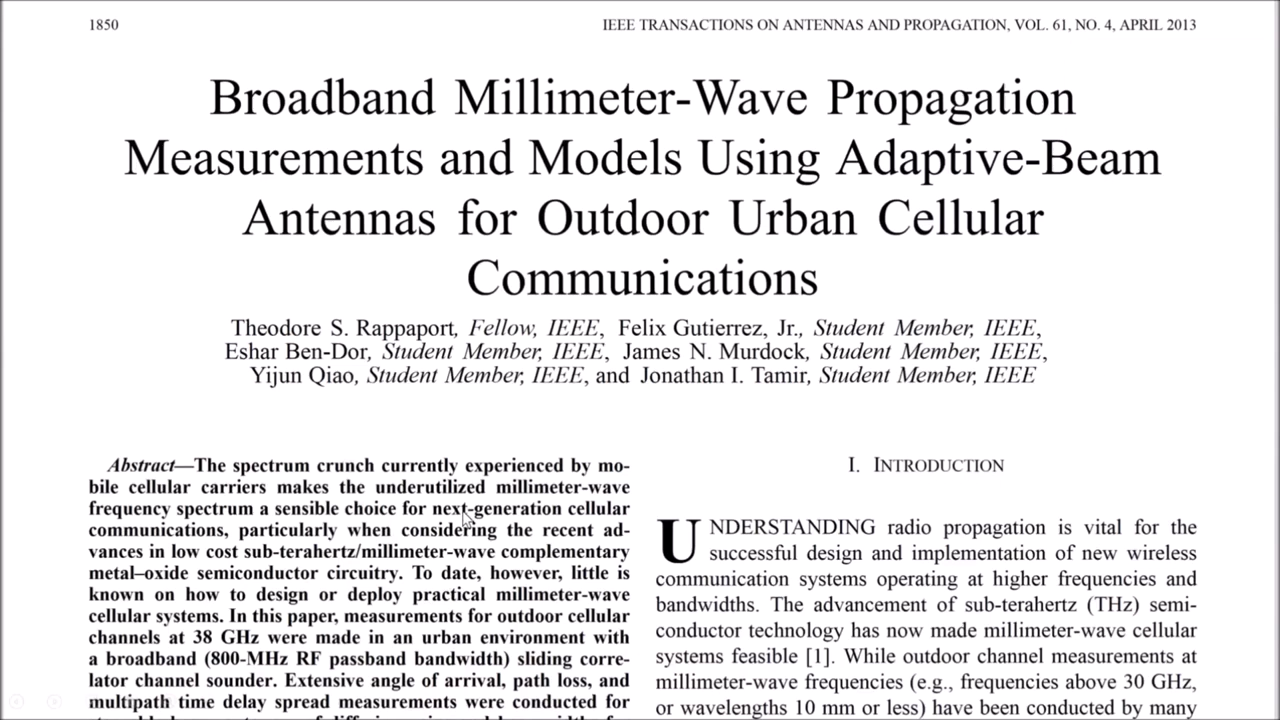 1850
IEEE TRANSACTIONS ON ANTENNAS AND PROPAGATION, VOL. 61, NO. 4, APRIL 2013
Broadband Millimeter-Wave Propagation
Measurements and Models Using Adaptive-Beam
Antennas for Outdoor Urban Cellular
Communications
Theodore S. Rappaport, Fellow, IEEE, Felix Gutierrez, Jr., Student Member, IEEE,
Eshar Ben-Dor, Student Member, IEEE, James N. Murdock, Student Member, IEEE,
Yijun Qiao, Student Member, IEEE, and Jonathan I. Tamir, Student Member, IEEE
Abstract—The spectrum crunch currently experienced by mo-
bile cellular carriers makes the underutilized millimeter-wave
frequency spectrum a sensible choice for next-generation cellular
communications, particularly when considering the recent ad-
vances in low cost sub-terahertz/millimeter-wave complementary
metal–oxide semiconductor circuitry. To date, however, little is
known on how to design or deploy practical millimeter-wave
cellular systems. In this paper, measurements for outdoor cellular
channels at 38 GHz were made in an urban environment with
a broadband (800-MHz RF passband bandwidth) sliding corre-
lator channel sounder. Extensive angle of arrival, path loss, and
multipath time delay spread measurements were conducted for
I. INTRODUCTION
UNDERSTANDING radio propagation is vital for the
successful design and implementation of new wireless
communication systems operating at higher frequencies and
bandwidths. The advancement of sub-terahertz (THz) semi-
conductor technology has now made millimeter-wave cellular
systems feasible [1]. While outdoor channel measurements at
millimeter-wave frequencies (e.g., frequencies above 30 GHz,
or wavelengths 10 mm or less) have been conducted by many